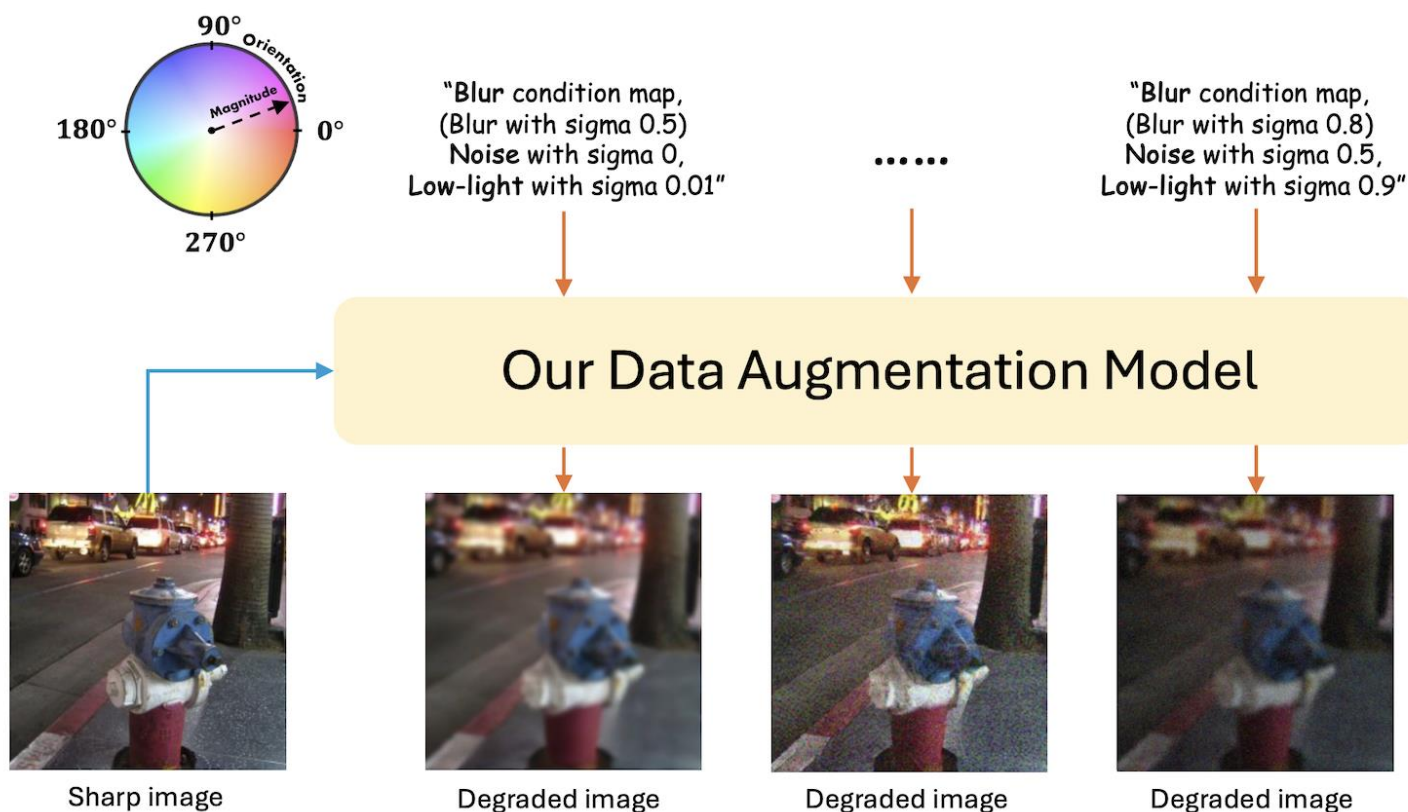 90°
Orientation
Magnitude
180°
0°
270°
“Blur condition map,
(Blur with sigma 0.5)
Noise with sigma 0,
Low-light with sigma 0.01”
……
“Blur condition map,
(Blur with sigma 0.8)
Noise with sigma 0.5,
Low-light with sigma 0.9”
Our Data Augmentation Model
Sharp image
Degraded image
Degraded image
Degraded image